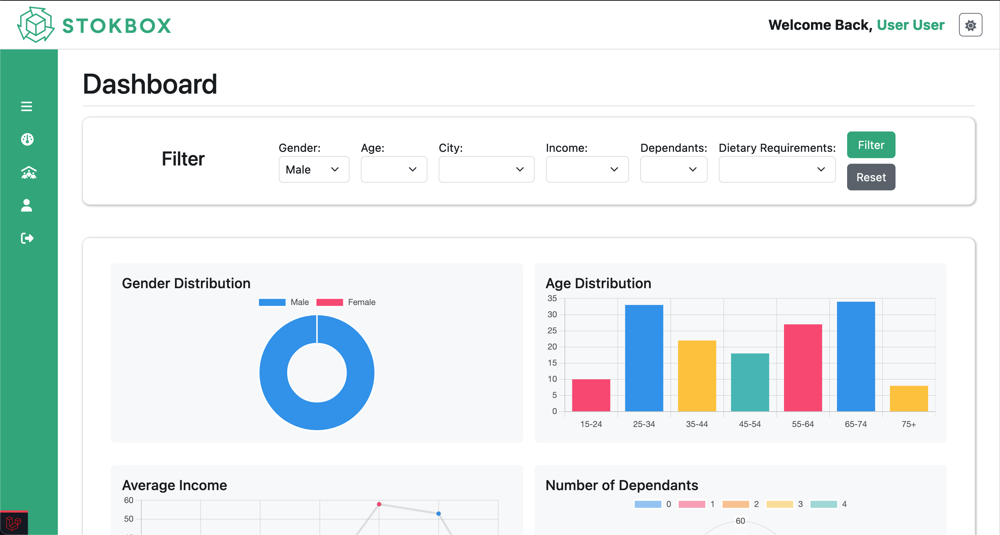 STOKBOX
Welcome Back, User User
Dashboard
Filter
Gender:
Male
Age:
City:
Income:
Dependants:
Dietary Requirements:
Filter
Reset
Gender Distribution
Male Female
Age Distribution
35
30
25
20
15
10
5
0
15-24 25-34 35-44 45-54 55-64 65-74 75+
Average Income
60
50
Number of Dependants
0 1 2 3 4
60